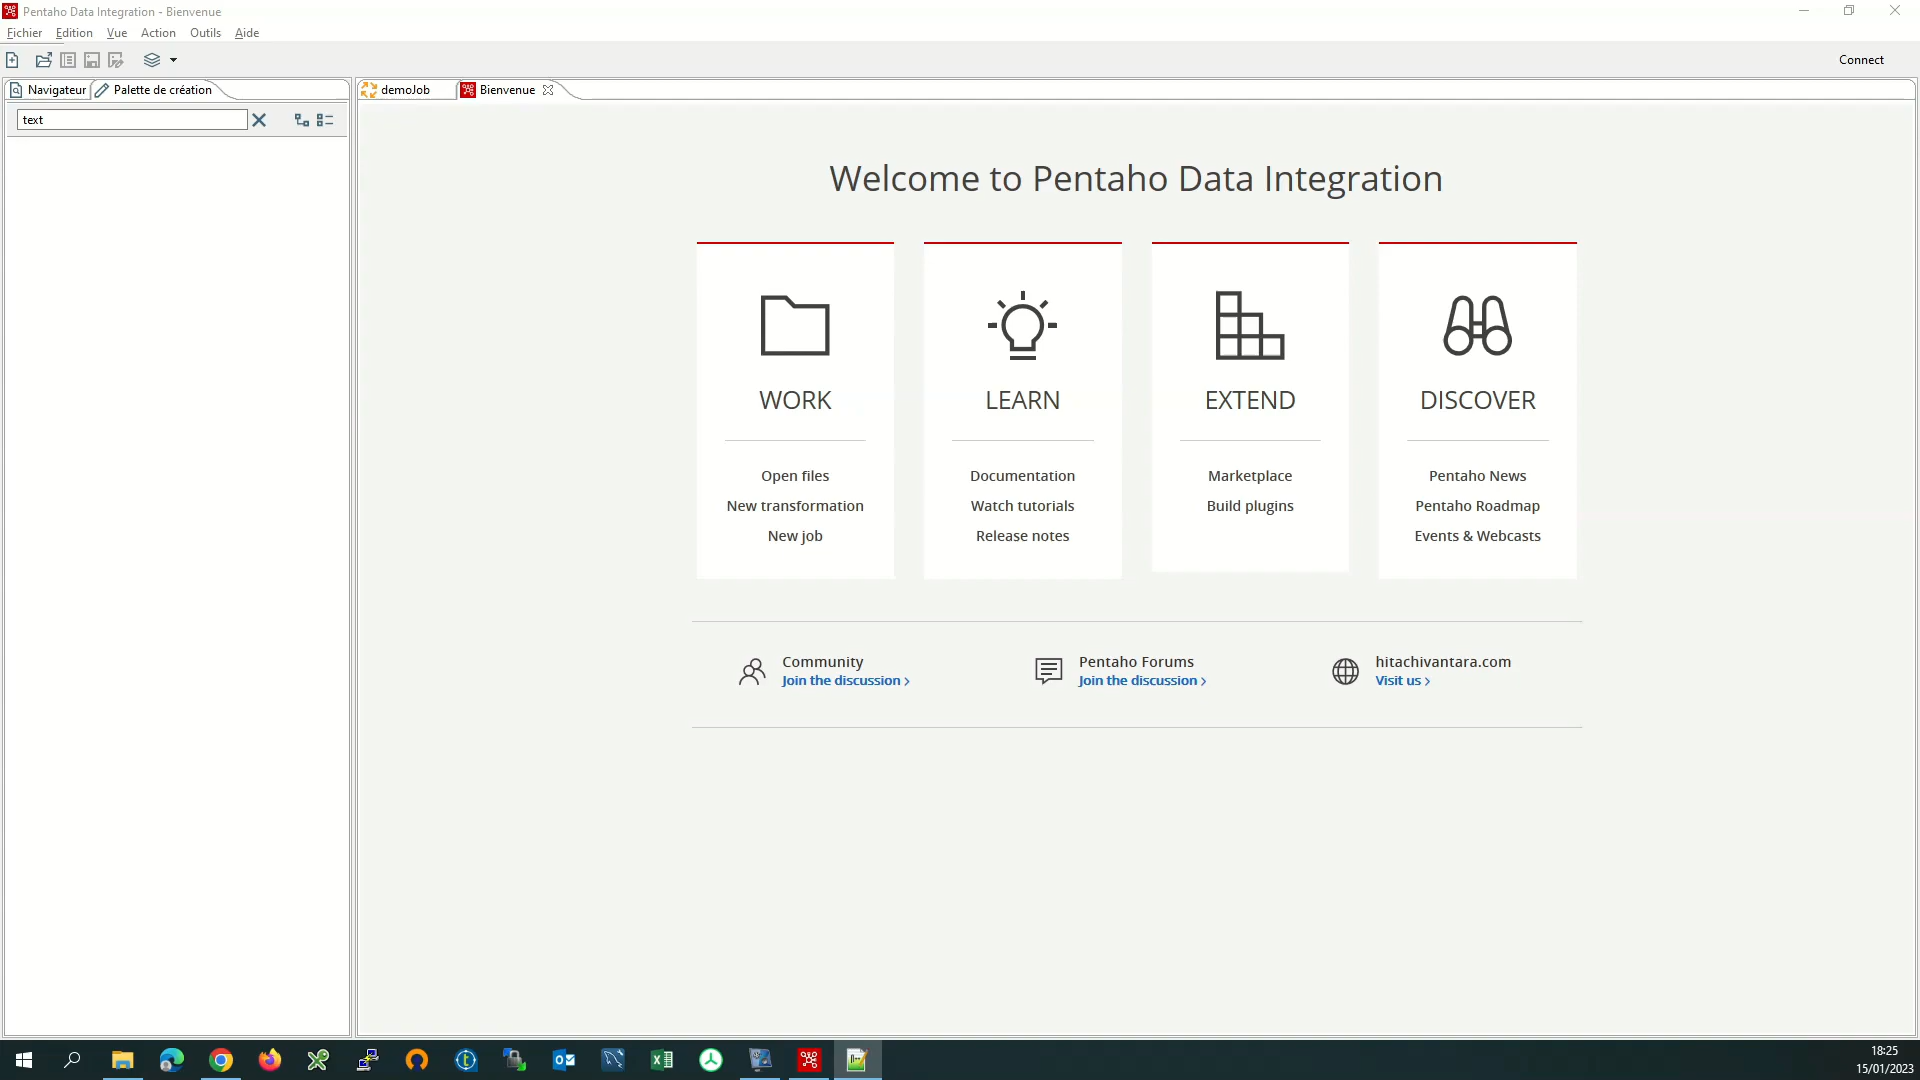 Pentaho Data Integration - Bienvenue
Fichier Edition Vue Action Outils Aide
Connect
Navigateur Palette de création
demoJob Bienvenue
text
Welcome to Pentaho Data Integration
WORK
Open files
New transformation
New job
LEARN
Documentation
Watch tutorials
Release notes
EXTEND
Marketplace
Build plugins
DISCOVER
Pentaho News
Pentaho Roadmap
Events & Webcasts
Community
Join the discussion >
Pentaho Forums
Join the discussion >
hitachivantara.com
Visit us >
18:25
15/01/2023